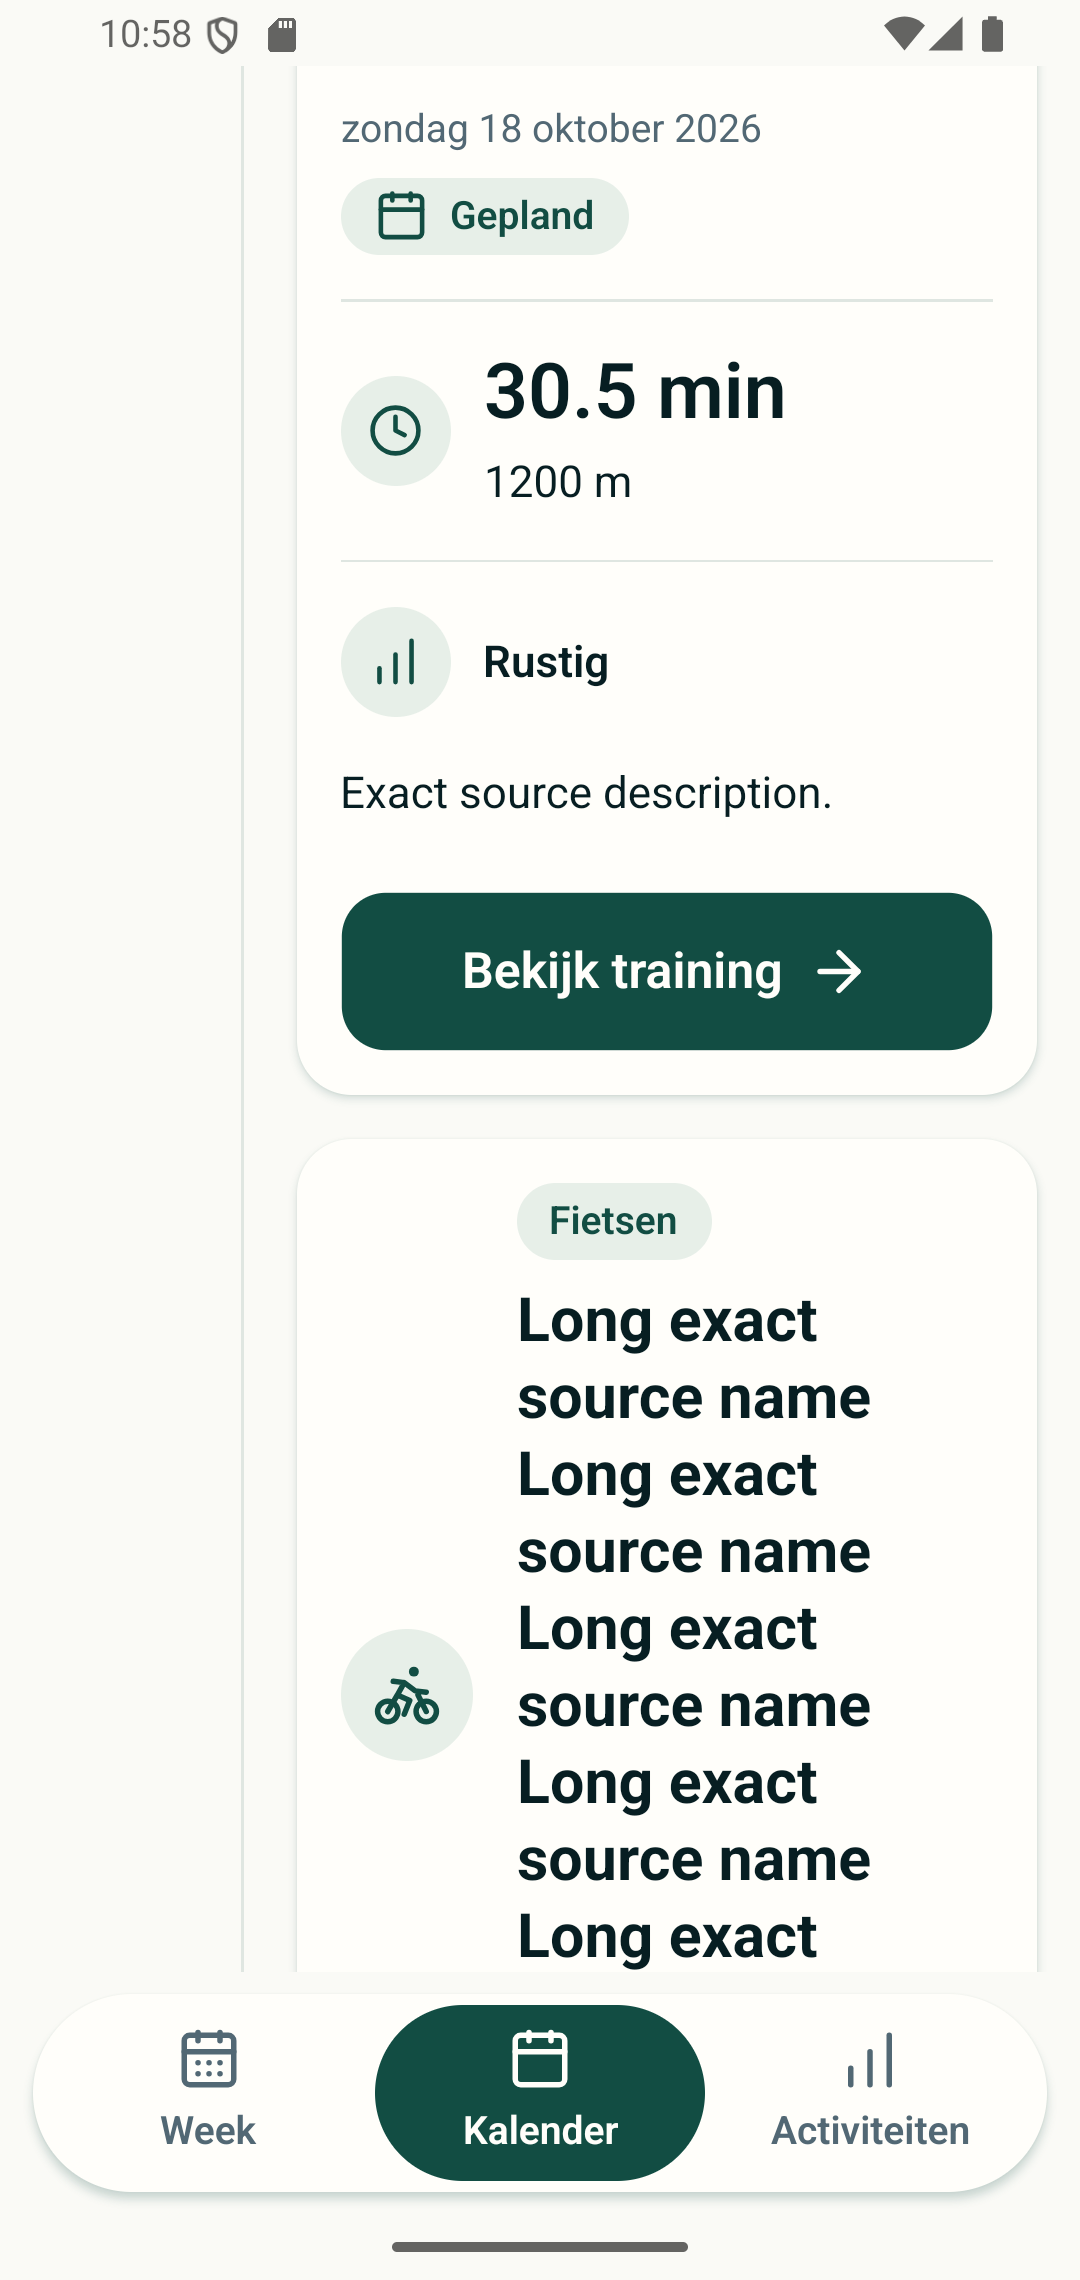 10:58
zondag 18 oktober 2026
Gepland
30.5 min
1200 m
Rustig
Exact source description.
Bekijk training
Fietsen
Long exact
source name
Long exact
source name
Long exact
source name
Long exact
source name
Long exact
Week
Kalender
Activiteiten